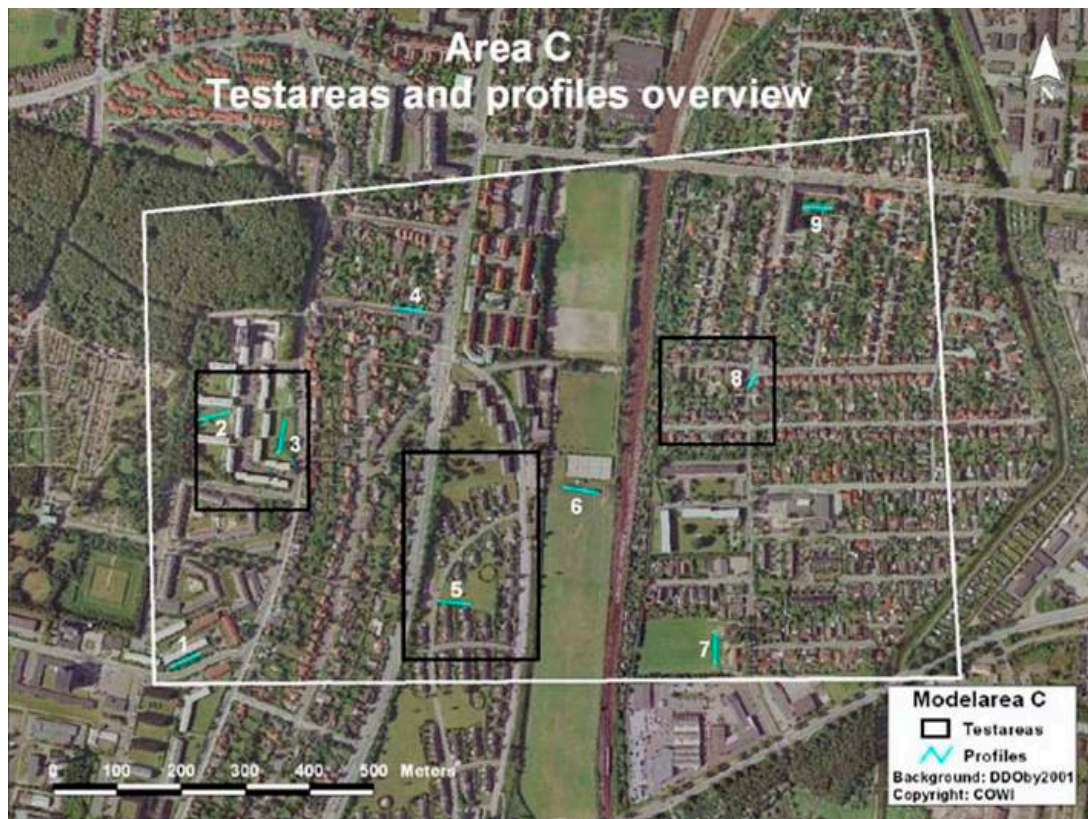 Area C
Testareas and profiles overview
N
9
4
8
2
3
6
5
7
1
Modelarea C
Testareas
Profiles
Background: DDOby2001
Copyright: COWI
0 100 200 300 400 500 Meters